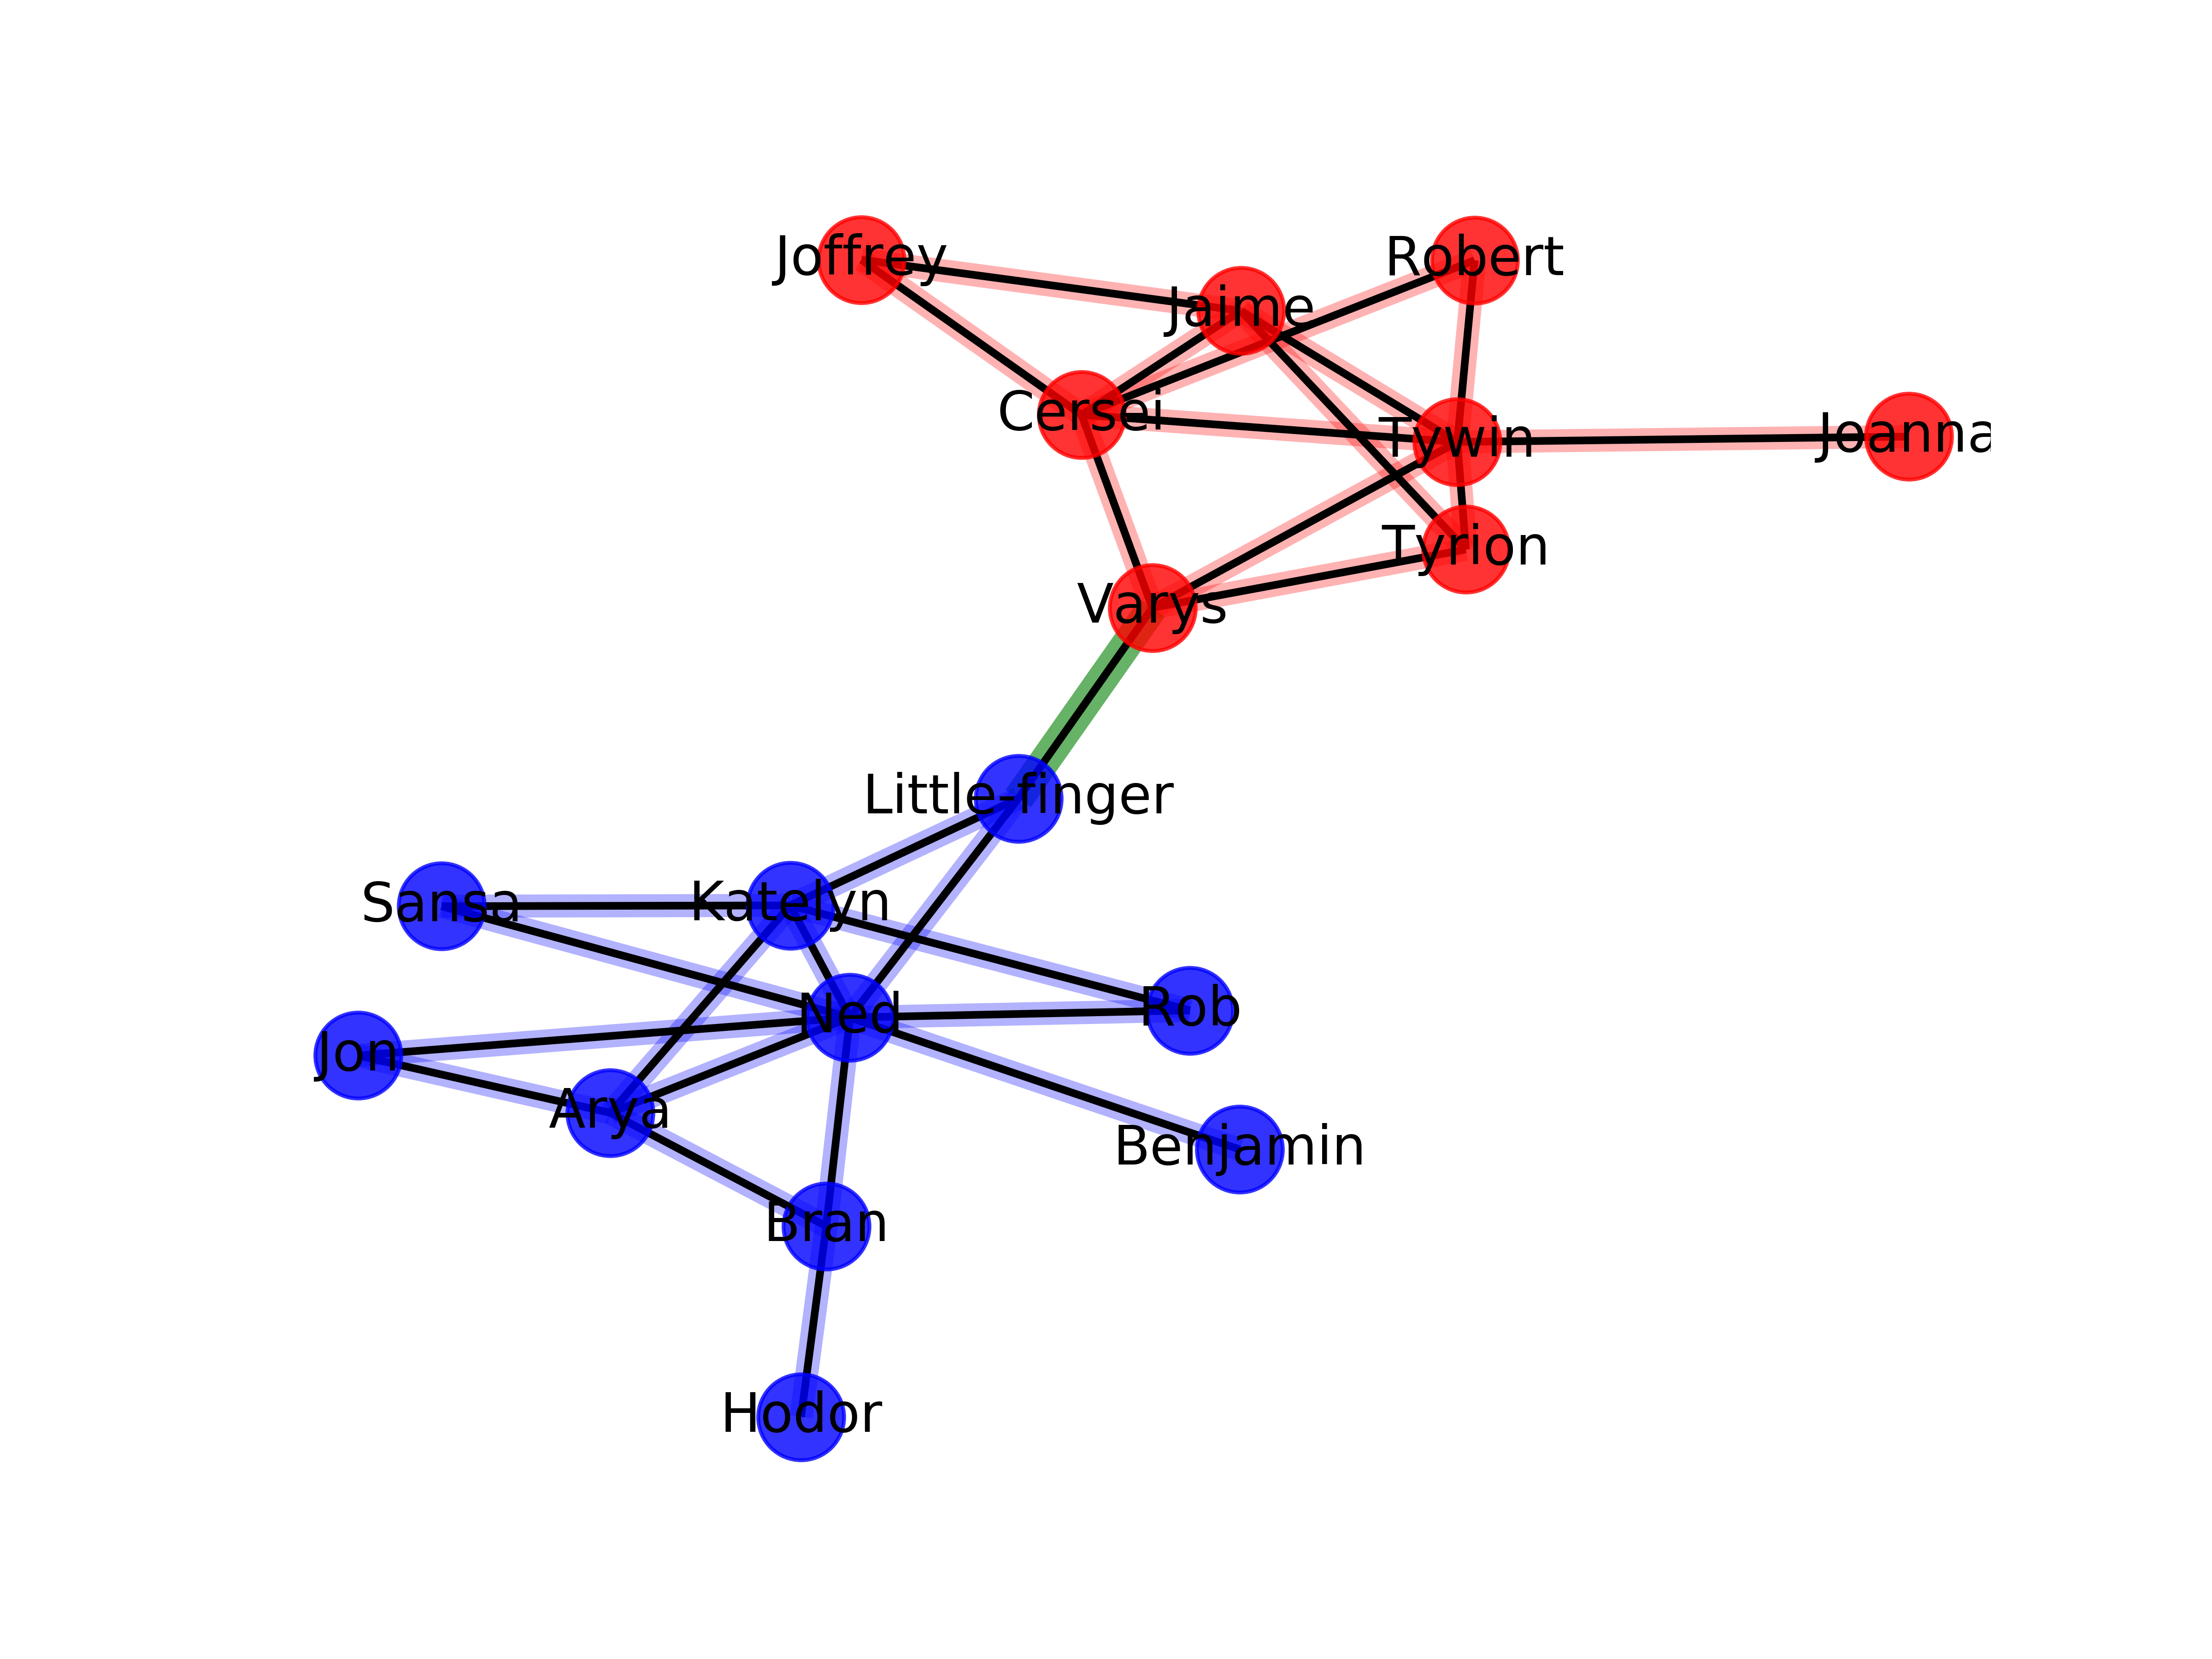 Joffrey
Robert
Jaime
Cersei
Tywin
Joanna
Tyrion
Varys
Little-finger
Sansa
Katelyn
Ned
Rob
Jon
Arya
Benjamin
Bran
Hodor